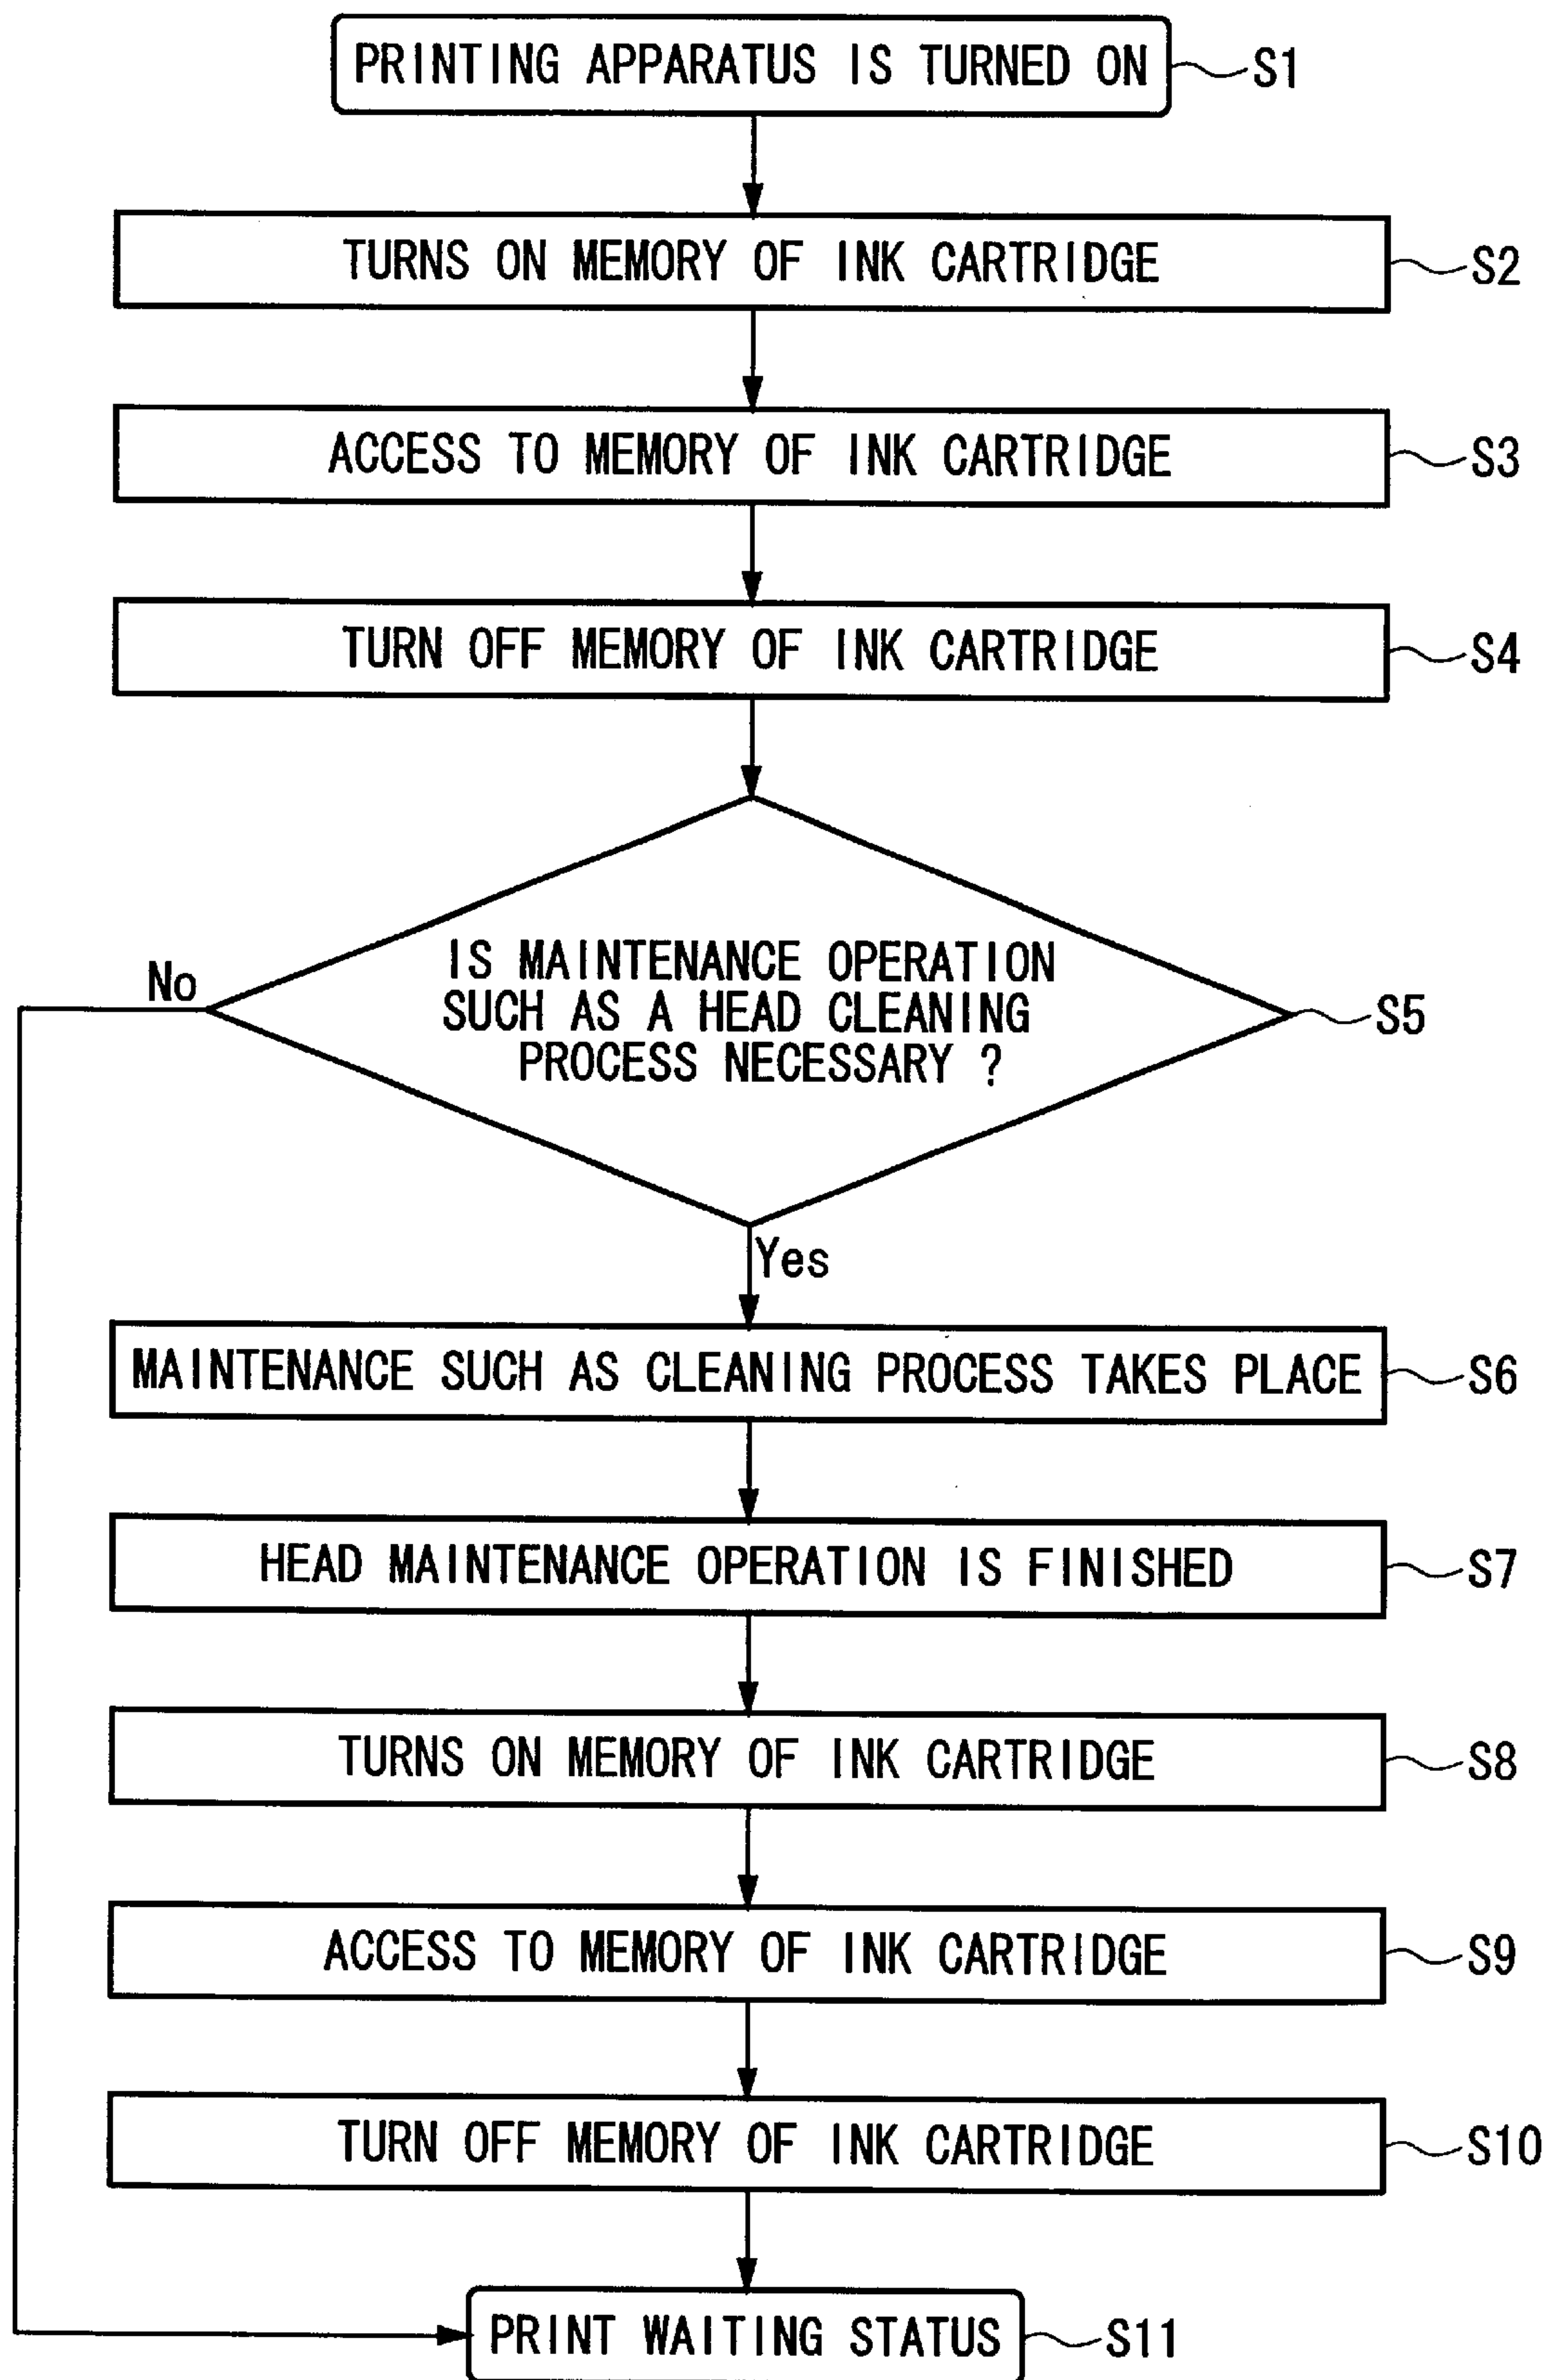 PRINTING APPARATUS IS TURNED ON
S1
TURNS ON MEMORY OF INK CARTRIDGE
S2
ACCESS TO MEMORY OF INK CARTRIDGE
S3
TURN OFF MEMORY OF INK CARTRIDGE
S4
IS MAINTENANCE OPERATION
SUCH AS A HEAD CLEANING
PROCESS NECESSARY ?
No
S5
Yes
MAINTENANCE SUCH AS CLEANING PROCESS TAKES PLACE
S6
HEAD MAINTENANCE OPERATION IS FINISHED
S7
TURNS ON MEMORY OF INK CARTRIDGE
S8
ACCESS TO MEMORY OF INK CARTRIDGE
S9
TURN OFF MEMORY OF INK CARTRIDGE
S10
PRINT WAITING STATUS
S11